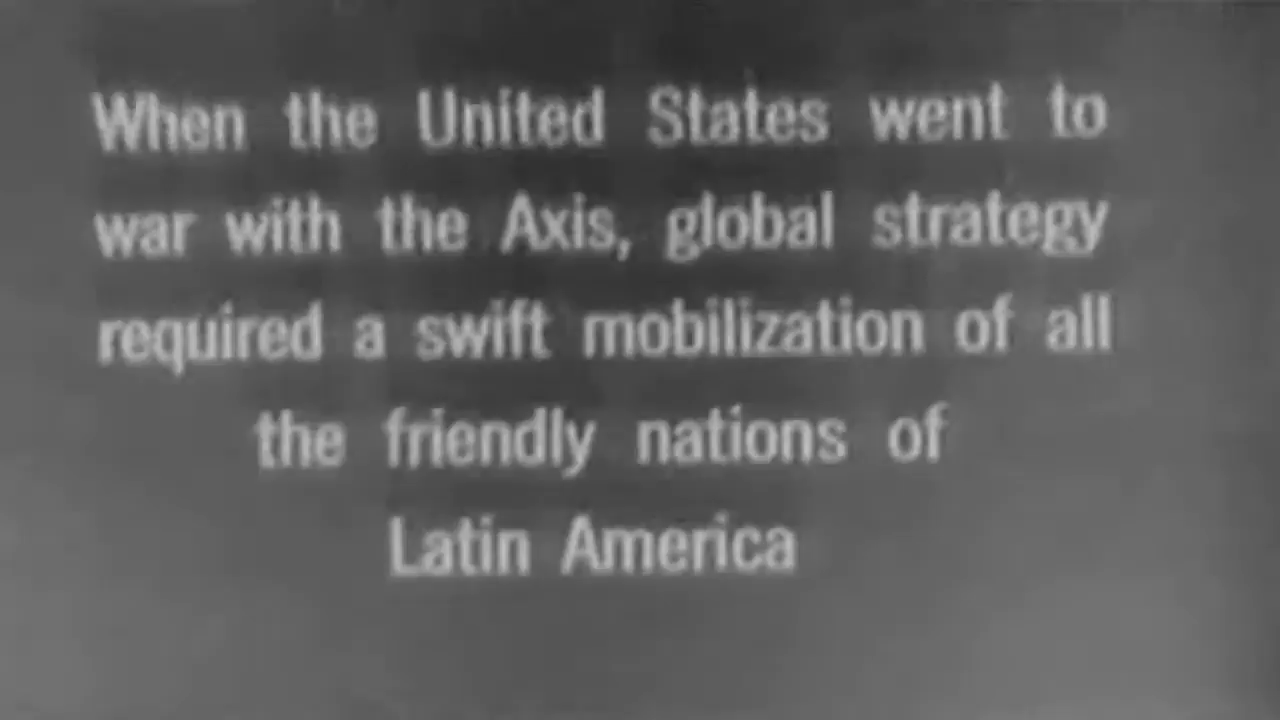 When the United States went to
war with the Axis, global strategy
required a swift mobilization of all
the friendly nations of
Latin America